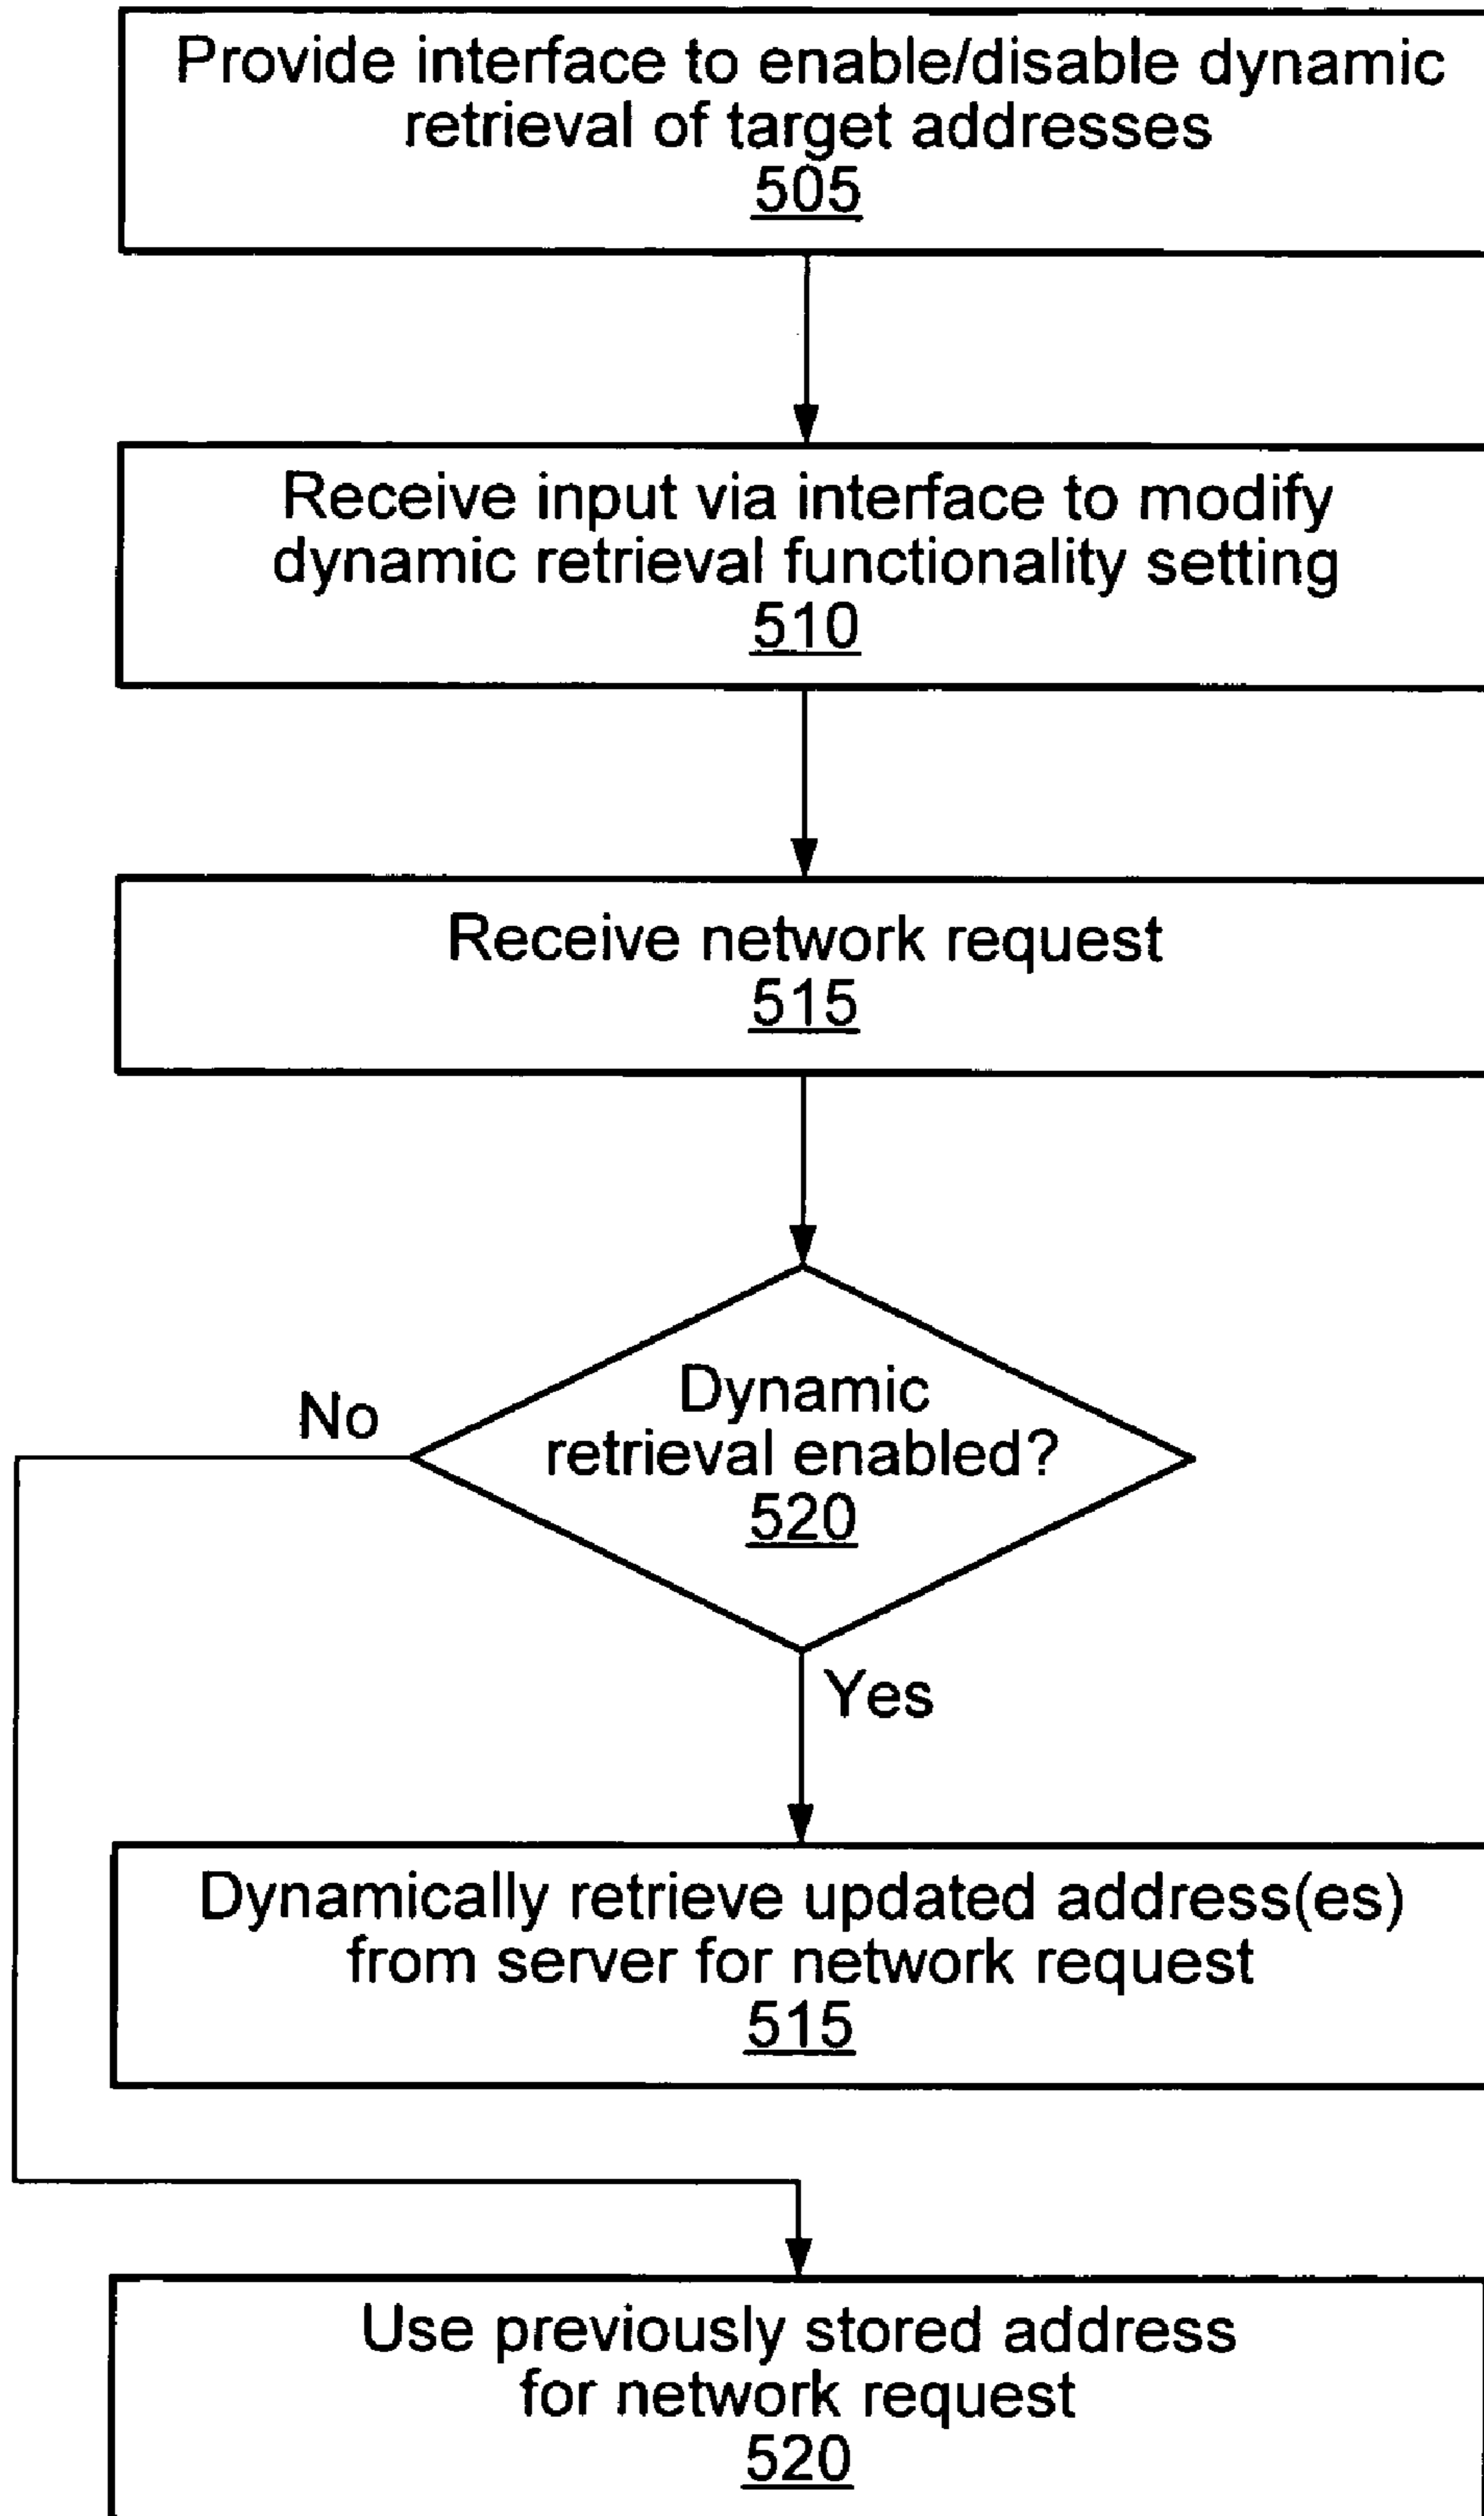 Provide interface to enable/disable dynamic
retrieval of target addresses
505
Receive input via interface to modify
dynamic retrieval functionality setting
510
Receive network request
515
Dynamic
retrieval enabled?
520
No
Yes
Dynamically retrieve updated address(es)
from server for network request
515
Use previously stored address
for network request
520